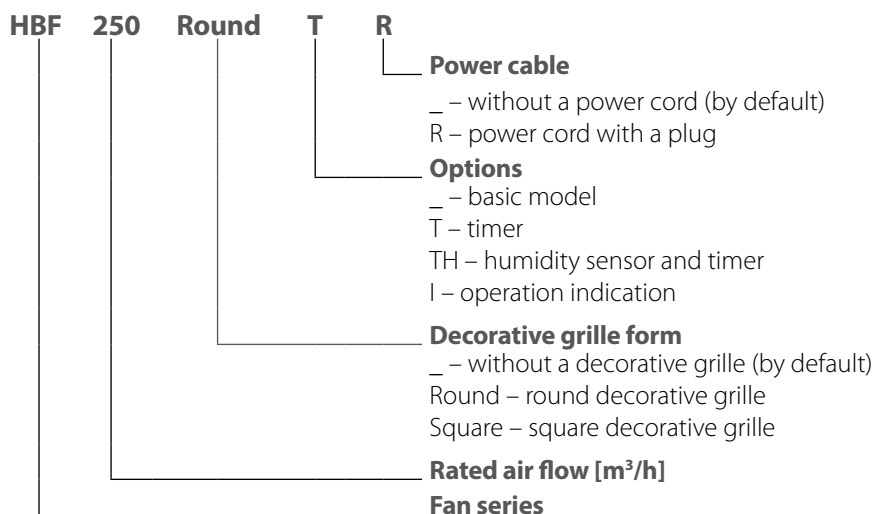 HBF 250 Round T R
Power cable
_ – without a power cord (by default)
R – power cord with a plug
Options
_ – basic model
T – timer
TH – humidity sensor and timer
I – operation indication
Decorative grille form
_ – without a decorative grille (by default)
Round – round decorative grille
Square – square decorative grille
Rated air flow [m³/h]
Fan series